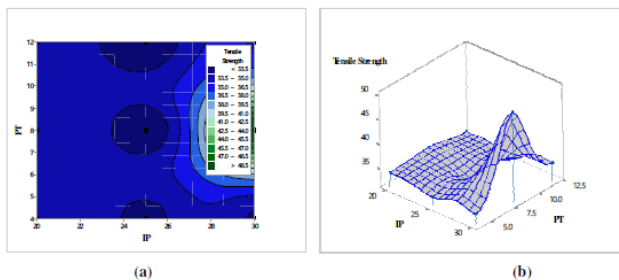 12
11
10
9
8
7
6
5
4
PT
20
22
24
26
28
30
IP
Tensile
Strength
< 33.5
33.5 – 35.0
35.0 – 36.5
36.5 – 38.0
38.0 – 39.5
39.5 – 41.0
41.0 – 42.5
42.5 – 44.0
44.0 – 45.5
45.5 – 47.0
47.0 – 48.5
> 48.5
(a)
Tensile Strength
50
45
40
35
20
25
30
IP
5.0
7.5
10.0
12.5
PT
(b)